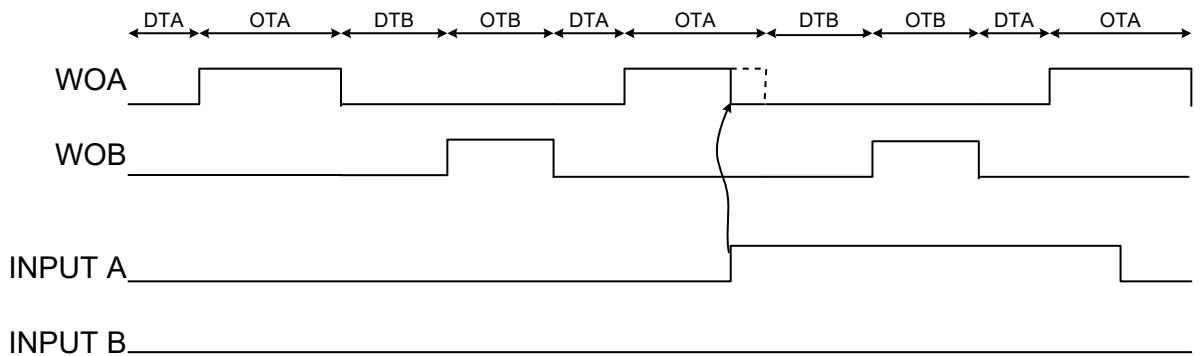 DTA OTA DTB OTB DTA OTA DTB OTB DTA OTA
WOA
WOB
INPUT A
INPUT B